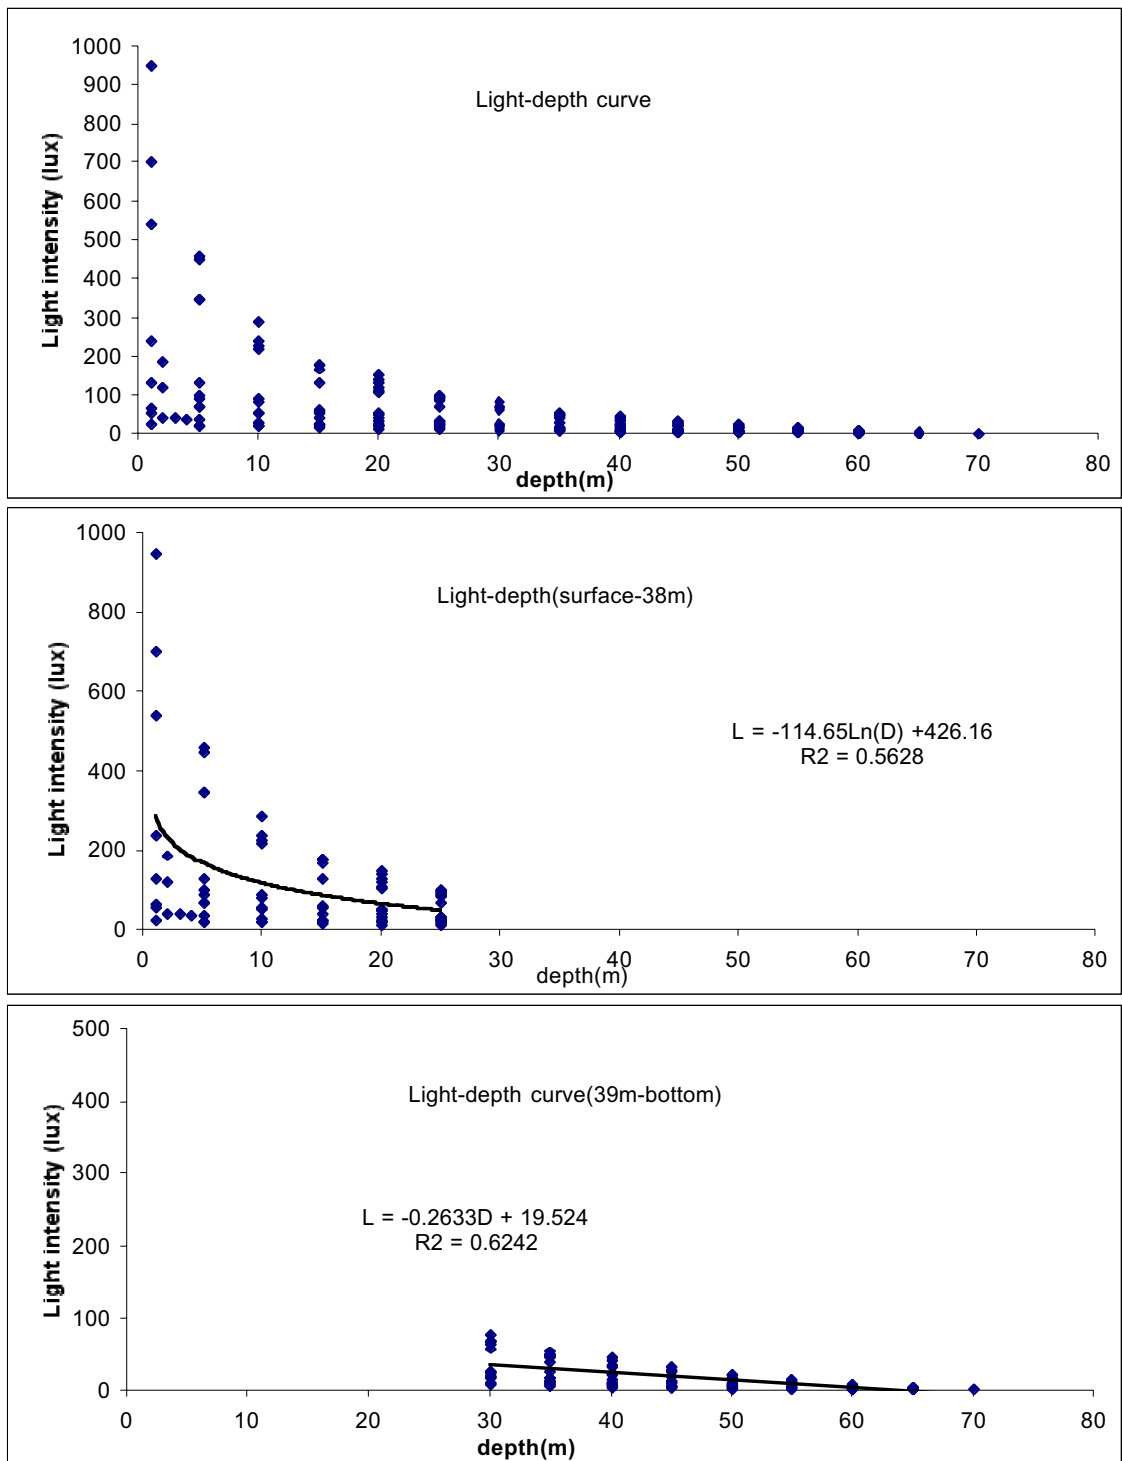 1000
900
800
700
600
500
400
300
200
100
0
Light intensity (lux)
Light-depth curve
0 10 20 30 40 50 60 70 80
depth(m)
1000
800
600
400
200
0
Light intensity (lux)
Light-depth(surface-38m)
L = -114.65Ln(D) +426.16
R2 = 0.5628
0 10 20 30 40 50 60 70 80
depth(m)
500
400
300
200
100
0
Light intensity (lux)
Light-depth curve(39m-bottom)
L = -0.2633D + 19.524
R2 = 0.6242
0 10 20 30 40 50 60 70 80
depth(m)